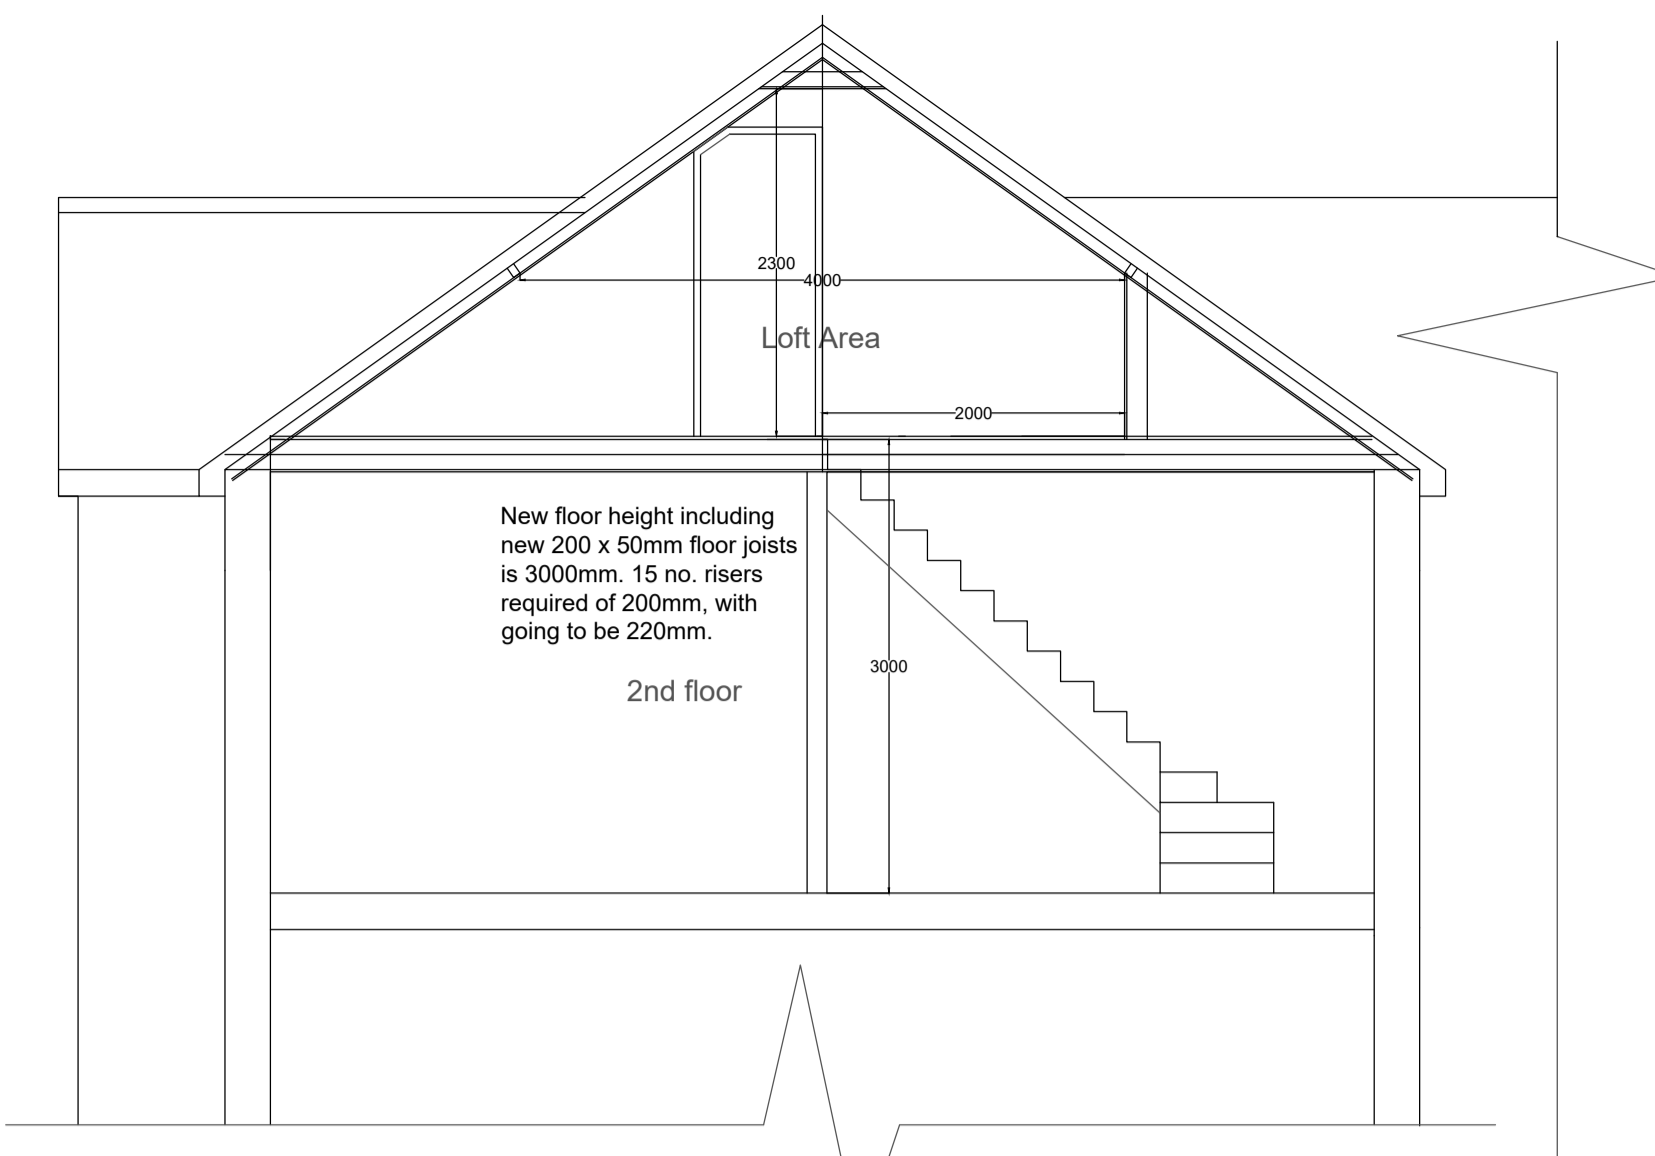 2300
4000
Loft Area
2000
New floor height including
new 200 x 50mm floor joists
is 3000mm. 15 no. risers
required of 200mm, with
going to be 220mm.
3000
2nd floor